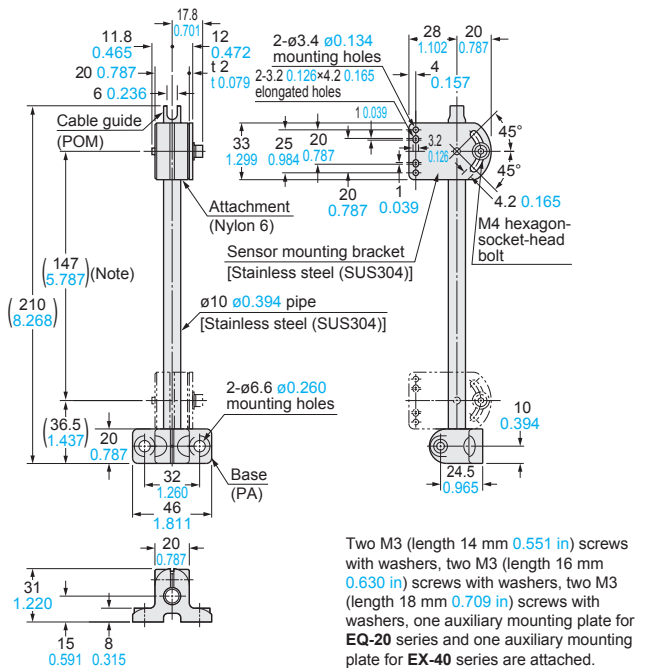 17.8
0.701
11.8
0.465
12
0.472
20 0.787
t 2
t 0.079
6 0.236
Cable guide
(POM)
Attachment
(Nylon 6)
147
5.787
(Note)
210
8.268
ø10 ø0.394 pipe
[Stainless steel (SUS304)]
2-ø6.6 ø0.260
mounting holes
36.5
1.437
20
0.787
32
1.260
46
1.811
Base
(PA)
20
0.787
31
1.220
15
0.591
8
0.315
2-ø3.4 ø0.134
mounting holes
2-3.2 0.126×4.2 0.165
elongated holes
28
1.102
20
0.787
4
0.157
1 0.039
33
1.299
25
0.984
20
0.787
3.2
0.126
45°
45°
20
0.787
1
0.039
4.2 0.165
M4 hexagon-
socket-head
bolt
Sensor mounting bracket
[Stainless steel (SUS304)]
10
0.394
24.5
0.965
Two M3 (length 14 mm 0.551 in) screws
with washers, two M3 (length 16 mm
0.630 in) screws with washers, two M3
(length 18 mm 0.709 in) screws with
washers, one auxiliary mounting plate for
EQ-20 series and one auxiliary mounting
plate for EX-40 series are attached.